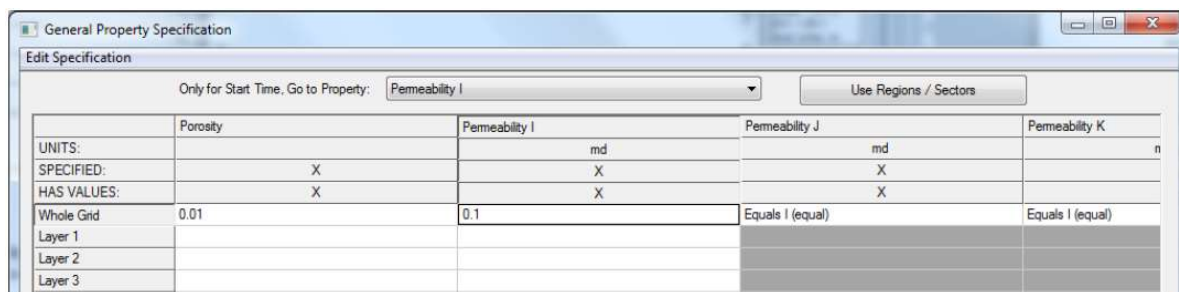 General Property Specification
Edit Specification
Only for Start Time, Go to Property: Permeability I Use Regions / Sectors
Porosity Permeability I Permeability J Permeability K
UNITS: md md
SPECIFIED: X X X
HAS VALUES: X X X
Whole Grid 0.01 0.1 Equals I (equal) Equals I (equal)
Layer 1
Layer 2
Layer 3